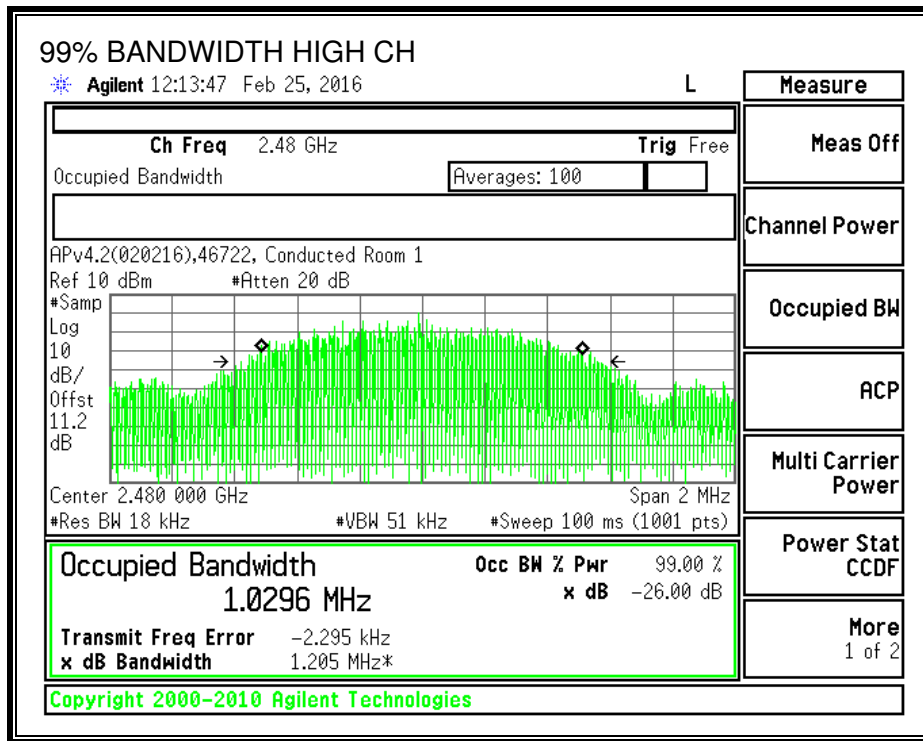 99% BANDWIDTH HIGH CH
Agilent 12:13:47 Feb 25, 2016 L
Measure
Ch Freq 2.48 GHz Trig Free
Meas Off
Occupied Bandwidth Averages: 100
Channel Power
APv4.2(020216),46722, Conducted Room 1
Ref 10 dBm #Atten 20 dB
#Samp
Log
10
dB/
Offst
11.2
dB
Occupied BW
ACP
Multi Carrier
Power
Center 2.480 000 GHz Span 2 MHz
#Res BW 18 kHz #VBW 51 kHz #Sweep 100 ms (1001 pts)
Power Stat
CCDF
Occupied Bandwidth Occ BW % Pwr 99.00 %
1.0296 MHz x dB -26.00 dB
Transmit Freq Error -2.295 kHz
x dB Bandwidth 1.205 MHz*
More
1 of 2
Copyright 2000-2010 Agilent Technologies